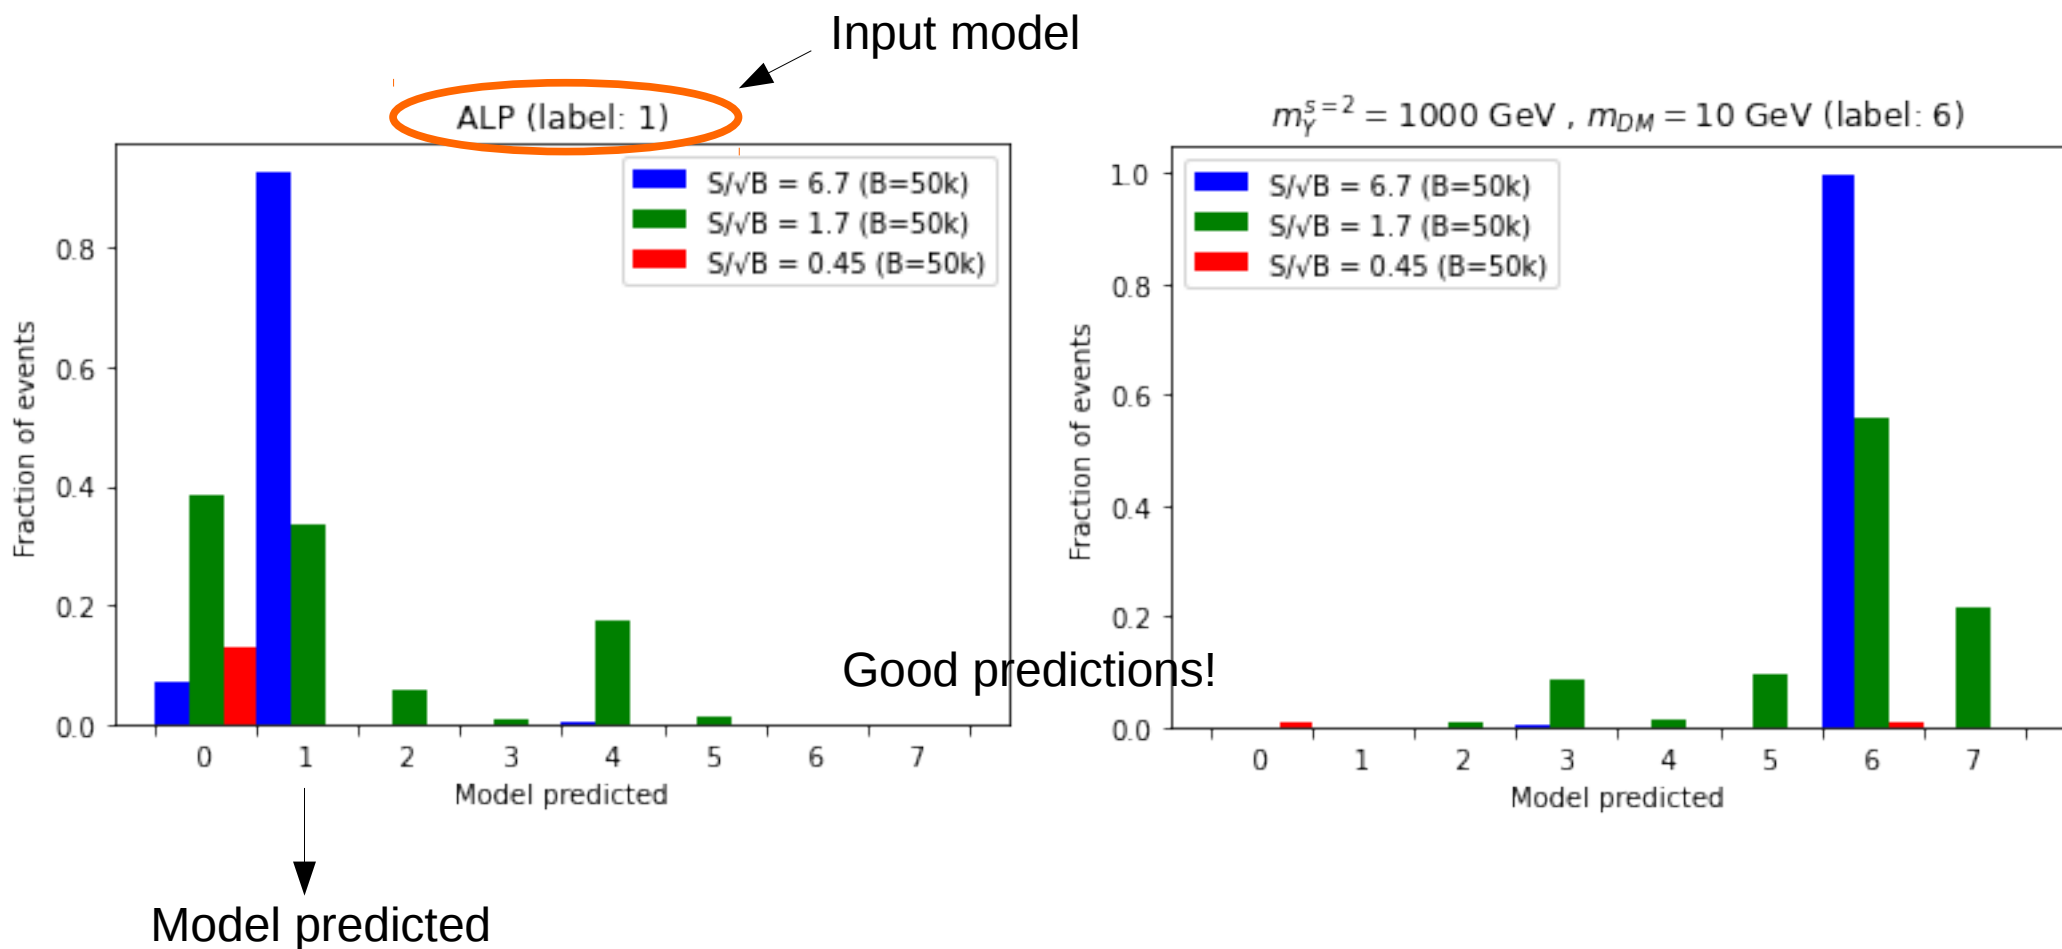 Input model
ALP (label: 1)
S/√B = 6.7 (B=50k)
S/√B = 1.7 (B=50k)
S/√B = 0.45 (B=50k)
Fraction of events
0.8
0.6
0.4
0.2
0.0
0 1 2 3 4 5 6 7
Model predicted
Model predicted
Good predictions!
m_Y^{s=2} = 1000 GeV , m_{DM} = 10 GeV (label: 6)
S/√B = 6.7 (B=50k)
S/√B = 1.7 (B=50k)
S/√B = 0.45 (B=50k)
Fraction of events
1.0
0.8
0.6
0.4
0.2
0.0
0 1 2 3 4 5 6 7
Model predicted